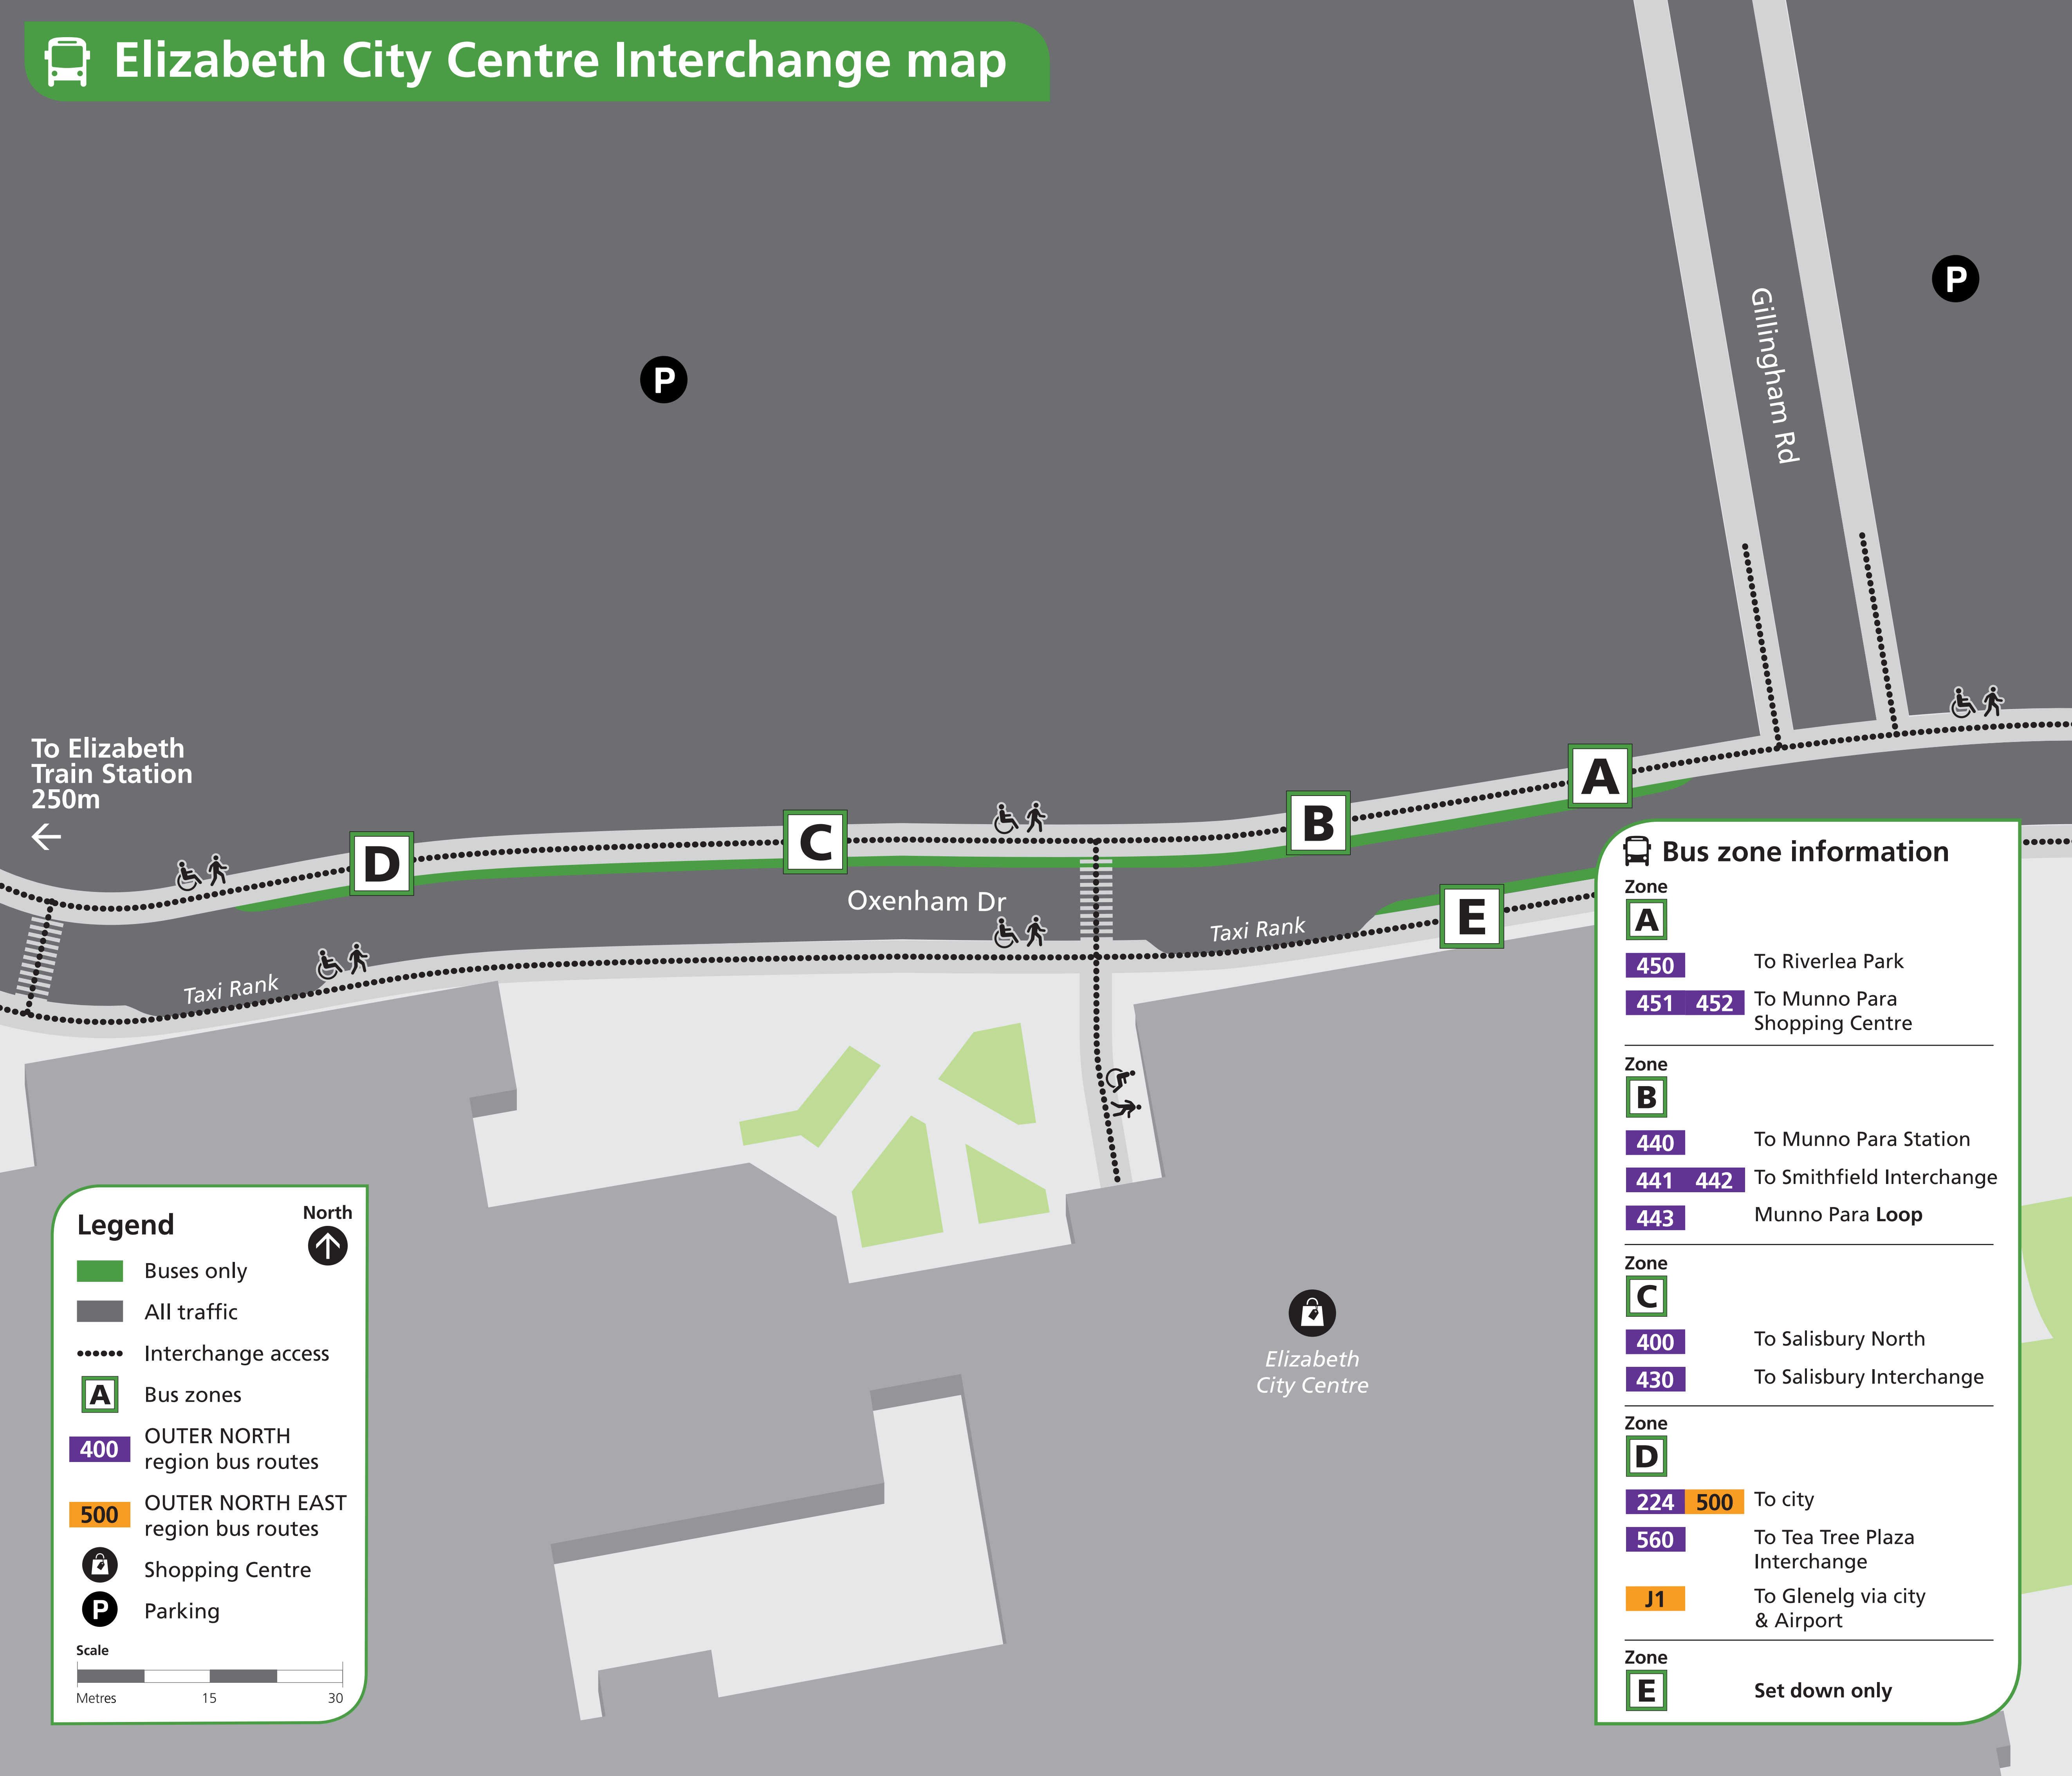 Elizabeth City Centre Interchange map
P
P
Gillingham Rd
To Elizabeth
Train Station
250m
A
B
C
D
E
Oxenham Dr
Taxi Rank
Taxi Rank
Elizabeth
City Centre
Legend
North
Buses only
All traffic
Interchange access
A Bus zones
400 OUTER NORTH
region bus routes
500 OUTER NORTH EAST
region bus routes
Shopping Centre
P Parking
Scale
Metres 15 30
Bus zone information
Zone
A
450 To Riverlea Park
451 452 To Munno Para
Shopping Centre
Zone
B
440 To Munno Para Station
441 442 To Smithfield Interchange
443 Munno Para Loop
Zone
C
400 To Salisbury North
430 To Salisbury Interchange
Zone
D
224 500 To city
560 To Tea Tree Plaza
Interchange
J1 To Glenelg via city
& Airport
Zone
E Set down only